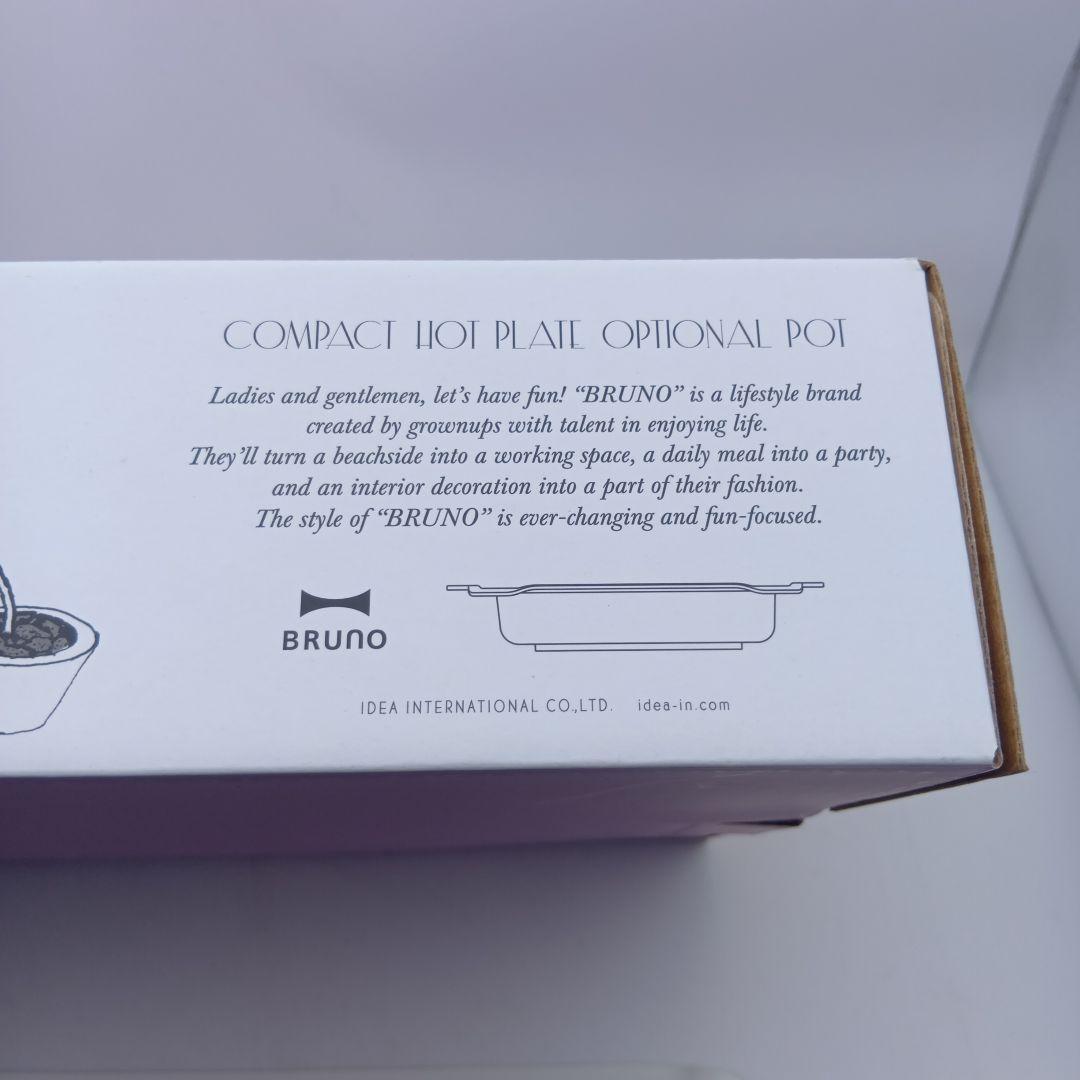 COMPACT HOT PLATE OPTIONAL POT
Ladies and gentlemen, let's have fun! “BRUNO” is a lifestyle brand
created by grownups with talent in enjoying life.
They'll turn a beachside into a working space, a daily meal into a party,
and an interior decoration into a part of their fashion.
The style of “BRUNO” is ever-changing and fun-focused.
BRUNO
IDEA INTERNATIONAL CO.,LTD. idea-in.com